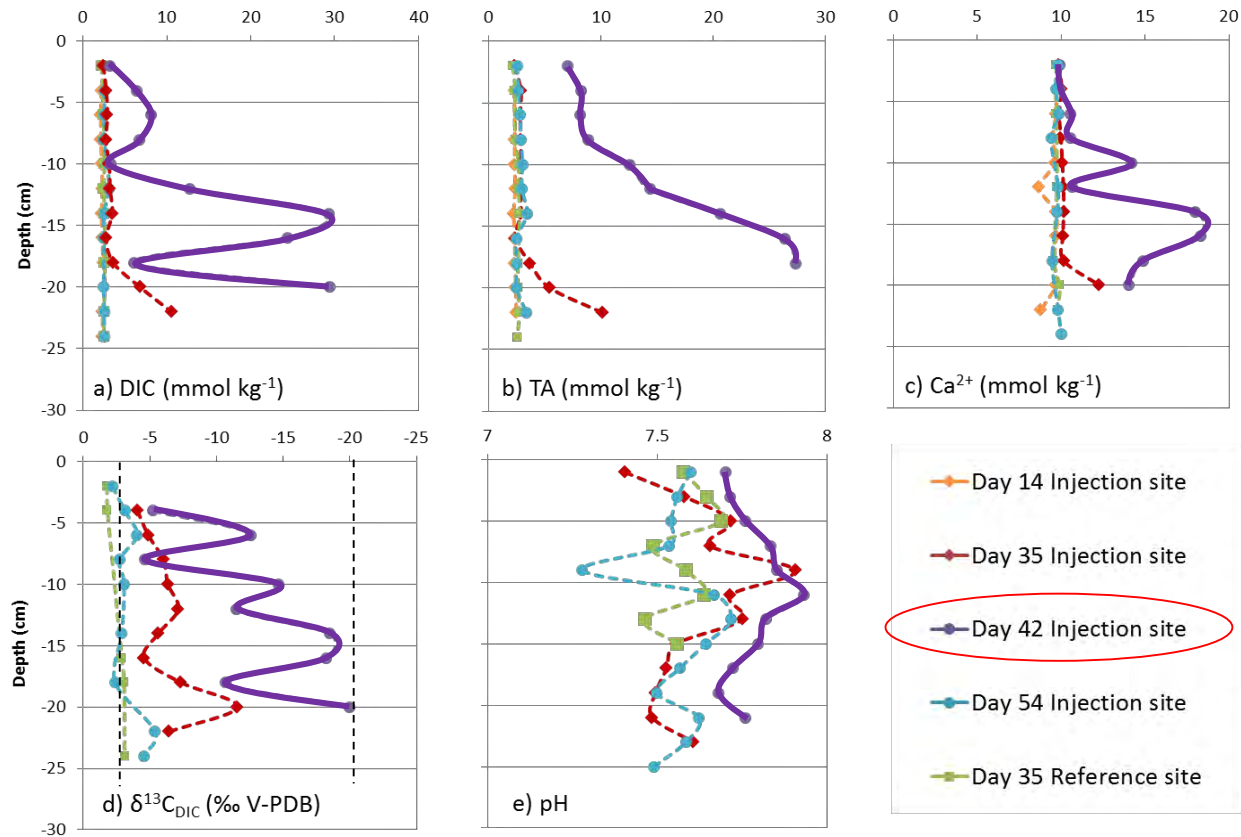 0 10 20 30 40
0 10 20 30
0 5 10 15 20
0
-5
-10
-15
-20
-25
-30
Depth (cm)
a) DIC (mmol kg-1)
b) TA (mmol kg-1)
c) Ca2+ (mmol kg-1)
0 -5 -10 -15 -20 -25
7 7.5 8
0
-5
-10
-15
-20
-25
-30
Depth (cm)
d) δ13CDIC (‰ V-PDB)
e) pH
Day 14 Injection site
Day 35 Injection site
Day 42 Injection site
Day 54 Injection site
Day 35 Reference site